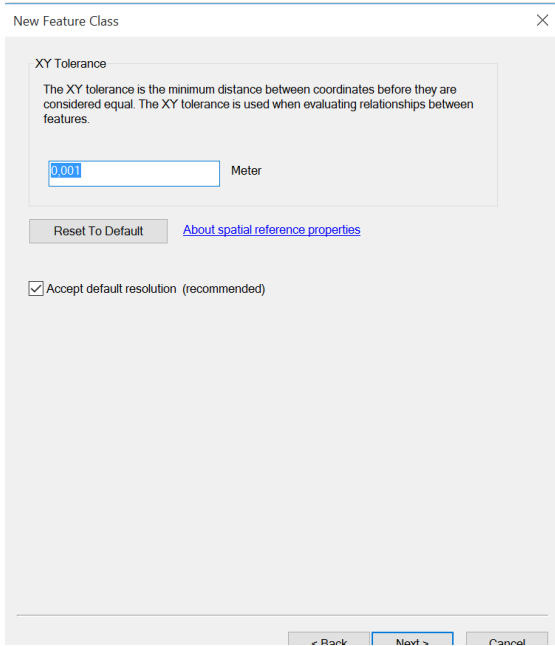 New Feature Class
XY Tolerance
The XY tolerance is the minimum distance between coordinates before they are
considered equal. The XY tolerance is used when evaluating relationships between
features.
0,001 Meter
Reset To Default About spatial reference properties
Accept default resolution (recommended)
< Back Next > Cancel